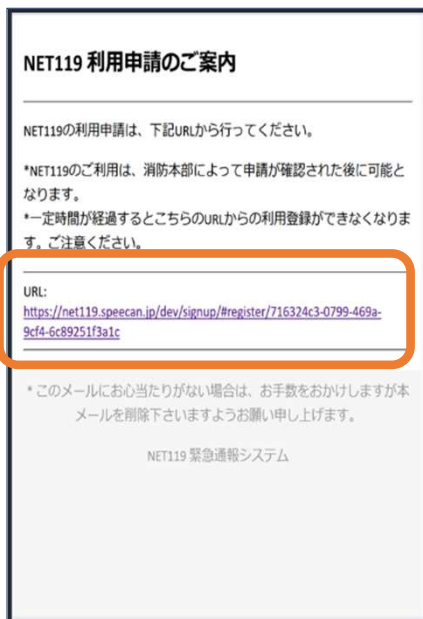 NET119 利用申請のご案内
NET119の利用申請は、下記URLから行ってください。
*NET119のご利用は、消防本部によって申請が確認された後に可能と
なります。
*一定時間が経過するとこちらのURLからの利用登録ができなくなりま
す。ご注意ください。
URL:
https://net119.speecan.jp/dev/signup/#register/716324c3-0799-469a-
9cf4-6c89251f3a1c
* このメールにお心当たりがない場合は、お手数をおかけしますが本
メールを削除下さいますようお願い申し上げます。
NET119 緊急通報システム